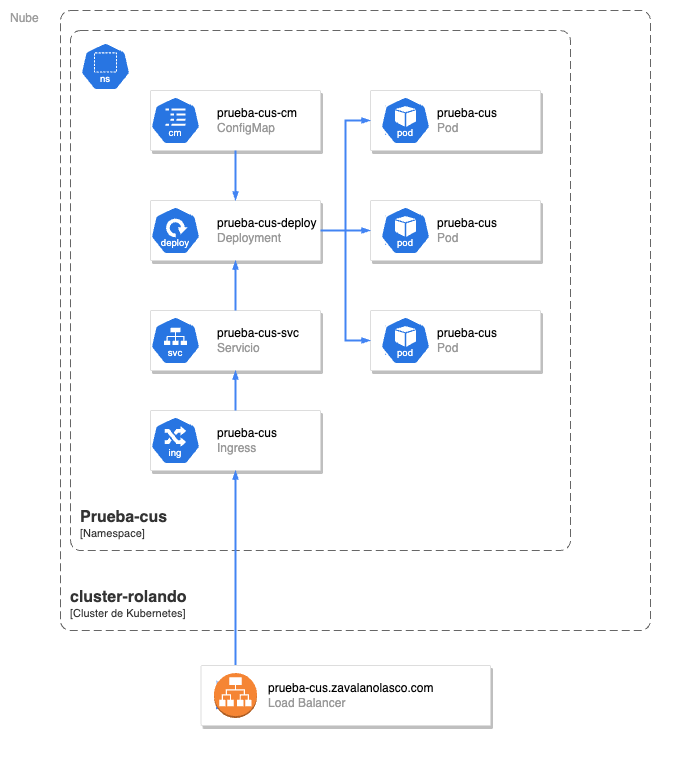 Nube
ns
cm
prueba-cus-cm
ConfigMap
pod
prueba-cus
Pod
deploy
prueba-cus-deploy
Deployment
pod
prueba-cus
Pod
svc
prueba-cus-svc
Servicio
pod
prueba-cus
Pod
ing
prueba-cus
Ingress
Prueba-cus
[Namespace]
cluster-rolando
[Cluster de Kubernetes]
prueba-cus.zavalanolasco.com
Load Balancer